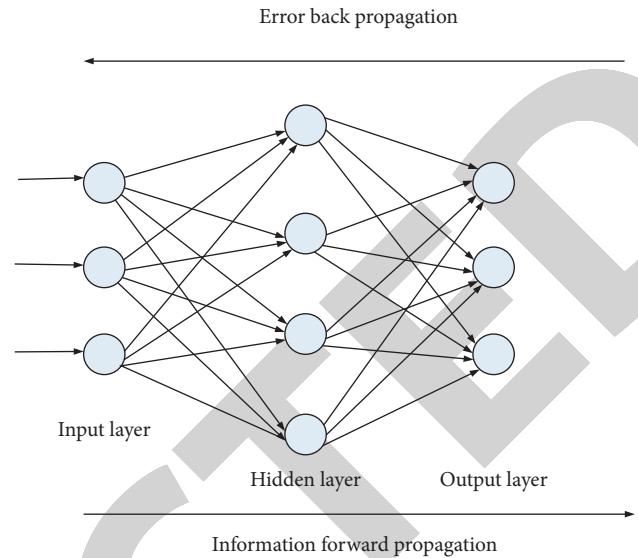 Error back propagation
Input layer
Hidden layer
Output layer
Information forward propagation